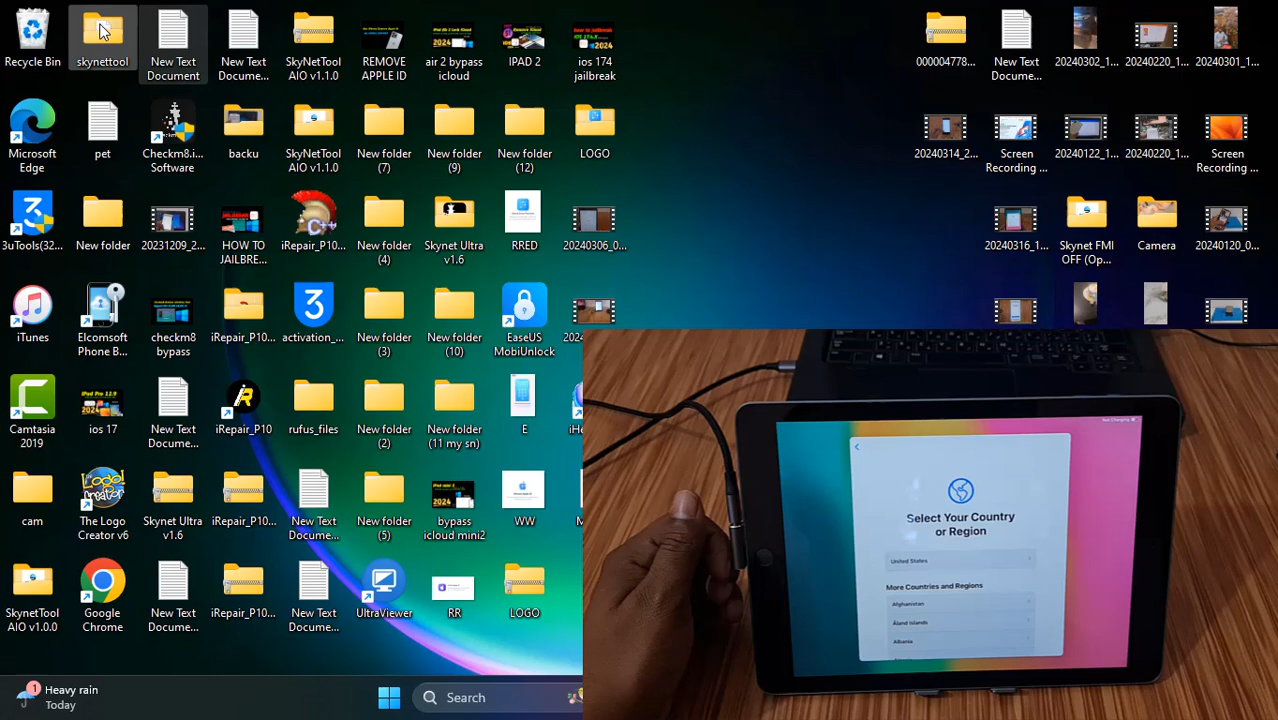 Recycle Bin
skynettool
New Text
Document
New Text
Docume...
SkyNetTool
AIO v1.1.0
REMOVE
APPLE ID
air 2 bypass
icloud
IPAD 2
ios 174
jailbreak
000004778...
New Text
Docume...
20240302_1...
20240220_1...
20240301_1...
Microsoft
Edge
pet
Checkm8.i...
Software
backu
SkyNetTool
AIO v1.1.0
New folder
(7)
New folder
(9)
New folder
(12)
LOGO
20240314_2...
Screen
Recording ...
20240122_1...
20240220_1...
Screen
Recording ...
3uTools(32...
New folder
20231209_2...
HOW TO
JAILBRE...
iRepair_P10...
New folder
(4)
Skynet Ultra
v1.6
RRED
20240306_0...
20240316_1...
Skynet FMI
OFF (Op...
Camera
20240120_0...
iTunes
Elcomsoft
Phone B...
checkm8
bypass
iRepair_P10...
activation_...
New folder
(3)
New folder
(10)
EaseUS
MobiUnlock
Camtasia
2019
ios 17
New Text
Docume...
iRepair_P10
rufus_files
New folder
(2)
New folder
(11 my sn)
E
cam
The Logo
Creator v6
Skynet Ultra
v1.6
iRepair_P10...
New Text
Docum...
New folder
(5)
bypass
icloud mini2
WW
SkynetTool
AIO v1.0.0
Google
Chrome
New Text
Docume...
iRepair_P10...
New Text
Docume...
UltraViewer
RR
LOGO
1
Heavy rain
Today
Search
Not Charging
Select Your Country
or Region
United States
More Countries and Regions
Afghanistan
Åland Islands
Albania